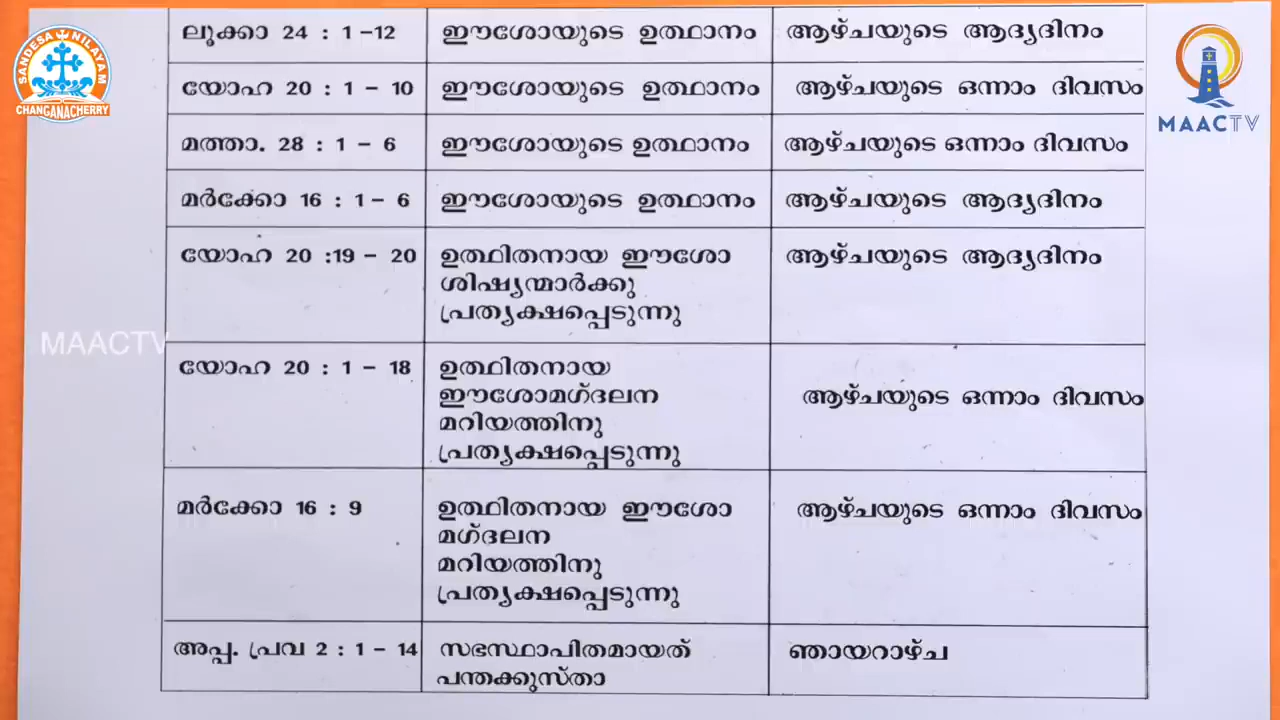 ലൂക്കാ 24 : 1 -12 ഈശോയുടെ ഉത്ഥാനം ആഴ്ചയുടെ ആദ്യദിനം
യോഹ 20 : 1 - 10 ഈശോയുടെ ഉത്ഥാനം ആഴ്ചയുടെ ഒന്നാം ദിവസം
മത്താ. 28 : 1 - 6 ഈശോയുടെ ഉത്ഥാനം ആഴ്ചയുടെ ഒന്നാം ദിവസം
മർക്കോ 16 : 1 - 6 ഈശോയുടെ ഉത്ഥാനം ആഴ്ചയുടെ ആദ്യദിനം
യോഹ 20 :19 - 20 ഉത്ഥിതനായ ഈശോ ആഴ്ചയുടെ ആദ്യദിനം
ശിഷ്യന്മാർക്കു
പ്രത്യക്ഷപ്പെടുന്നു
യോഹ 20 : 1 - 18 ഉത്ഥിതനായ
ഈശോമഗ്ദലന ആഴ്ചയുടെ ഒന്നാം ദിവസം
മറിയത്തിനു
പ്രത്യക്ഷപ്പെടുന്നു
മർക്കോ 16 : 9 ഉത്ഥിതനായ ഈശോ ആഴ്ചയുടെ ഒന്നാം ദിവസം
മഗ്ദലന
മറിയത്തിനു
പ്രത്യക്ഷപ്പെടുന്നു
അപ്പ. പ്രവ 2 : 1 - 14 സഭസ്ഥാപിതമായത് ഞായറാഴ്ച
പന്തക്കുസ്താ
SANDESA NILAYAM
CHANGANACHERRY
MAACTV
MAACTV